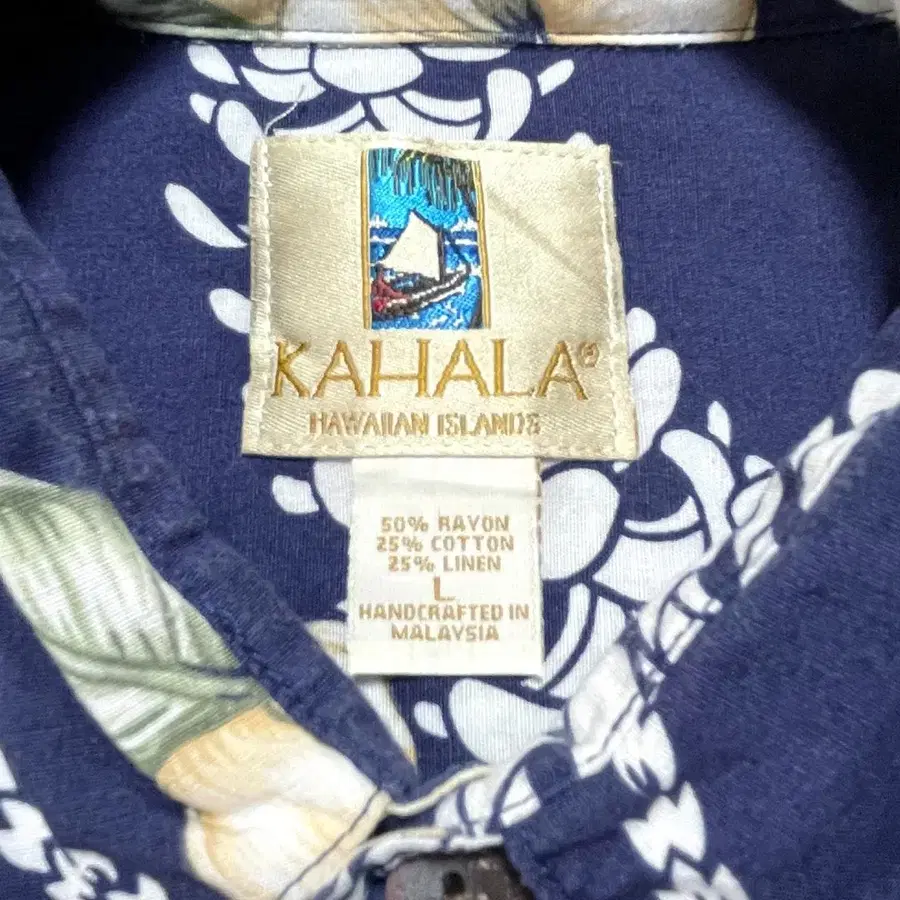 KAHALA®
HAWAIIAN ISLANDS
50% RAYON
25% COTTON
25% LINEN
L
HANDCRAFTED IN
MALAYSIA